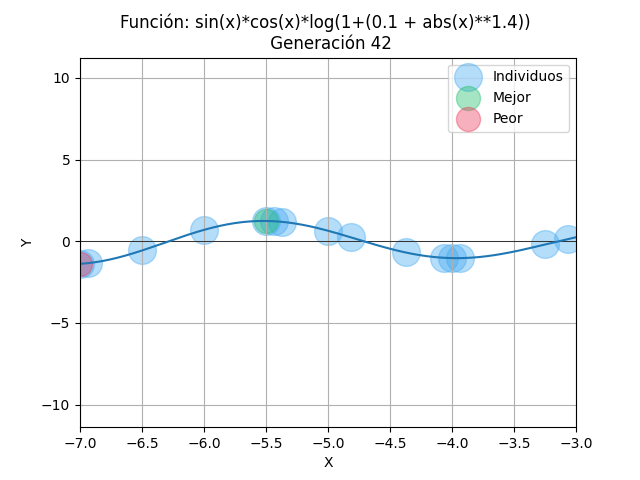 Función: sin(x)*cos(x)*log(1+(0.1 + abs(x)**1.4))
Generación 42
Individuos
Mejor
Peor
10
5
0
−5
−10
Y
−7.0
−6.5
−6.0
−5.5
−5.0
−4.5
−4.0
−3.5
−3.0
X